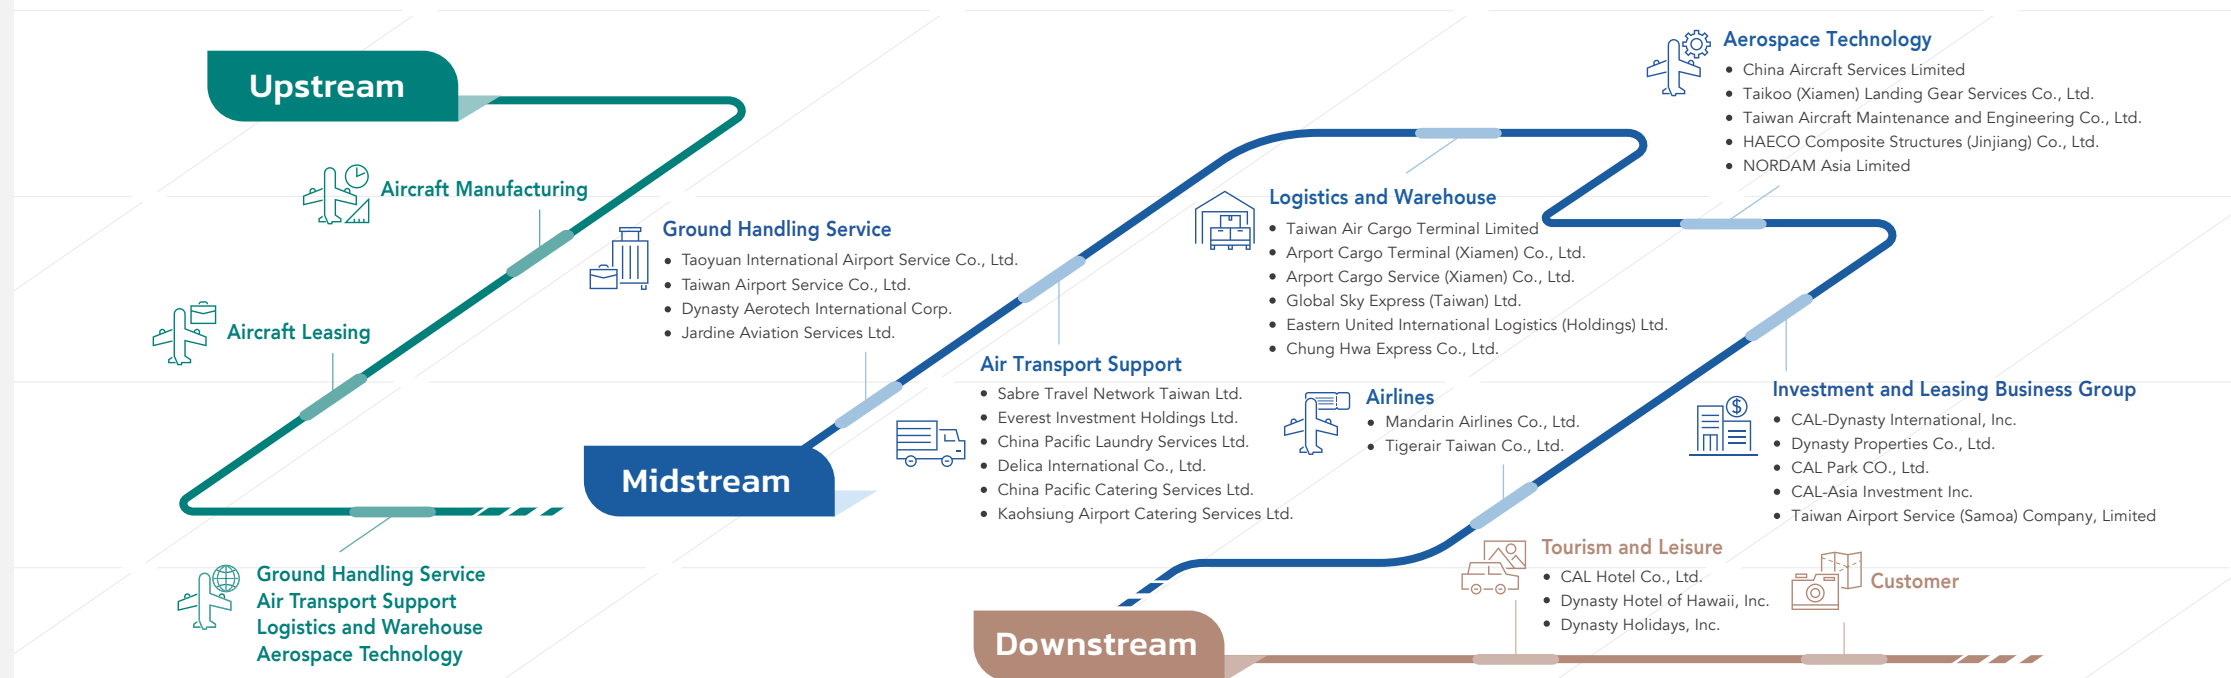 Upstream
Aircraft Manufacturing
Aircraft Leasing
Ground Handling Service
Air Transport Support
Logistics and Warehouse
Aerospace Technology
Midstream
Ground Handling Service
• Taoyuan International Airport Service Co., Ltd.
• Taiwan Airport Service Co., Ltd.
• Dynasty Aerotech International Corp.
• Jardine Aviation Services Ltd.
Air Transport Support
• Sabre Travel Network Taiwan Ltd.
• Everest Investment Holdings Ltd.
• China Pacific Laundry Services Ltd.
• Delica International Co., Ltd.
• China Pacific Catering Services Ltd.
• Kaohsiung Airport Catering Services Ltd.
Logistics and Warehouse
• Taiwan Air Cargo Terminal Limited
• Arport Cargo Terminal (Xiamen) Co., Ltd.
• Arport Cargo Service (Xiamen) Co., Ltd.
• Global Sky Express (Taiwan) Ltd.
• Eastern United International Logistics (Holdings) Ltd.
• Chung Hwa Express Co., Ltd.
Aerospace Technology
• China Aircraft Services Limited
• Taikoo (Xiamen) Landing Gear Services Co., Ltd.
• Taiwan Aircraft Maintenance and Engineering Co., Ltd.
• HAECO Composite Structures (Jinjiang) Co., Ltd.
• NORDAM Asia Limited
Airlines
• Mandarin Airlines Co., Ltd.
• Tigerair Taiwan Co., Ltd.
$
Investment and Leasing Business Group
• CAL-Dynasty International, Inc.
• Dynasty Properties Co., Ltd.
• CAL Park CO., Ltd.
• CAL-Asia Investment Inc.
• Taiwan Airport Service (Samoa) Company, Limited
Downstream
Tourism and Leisure
• CAL Hotel Co., Ltd.
• Dynasty Hotel of Hawaii, Inc.
• Dynasty Holidays, Inc.
Customer